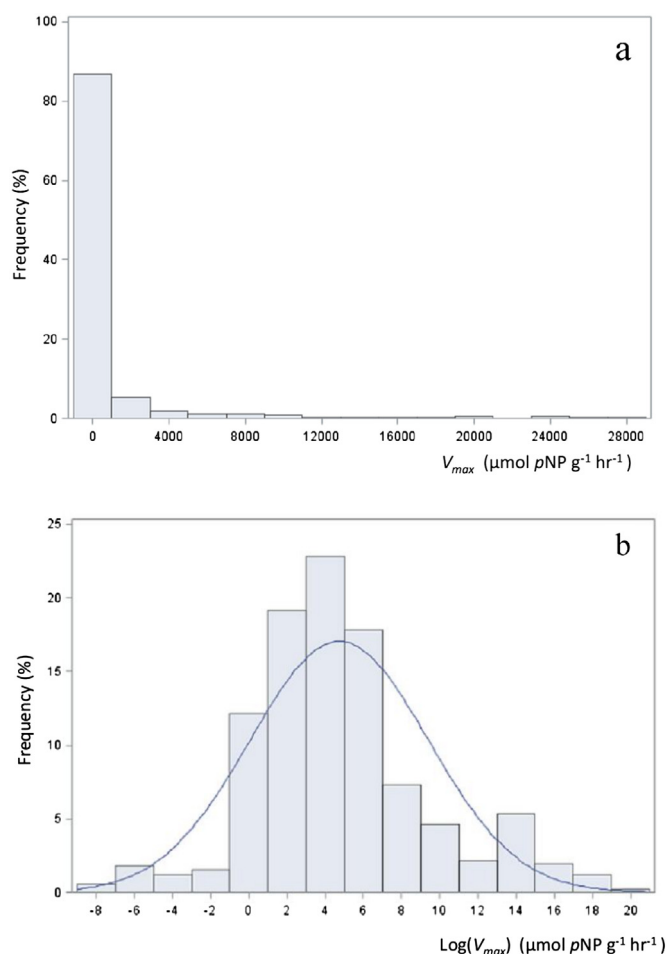 a
100
80
60
40
20
0
Frequency (%)
0 4000 8000 12000 16000 20000 24000 28000
Vmax (µmol pNP g-1 hr-1 )
b
25
20
15
10
5
0
Frequency (%)
-8 -6 -4 -2 0 2 4 6 8 10 12 14 16 18 20
Log(Vmax) (µmol pNP g-1 hr-1)